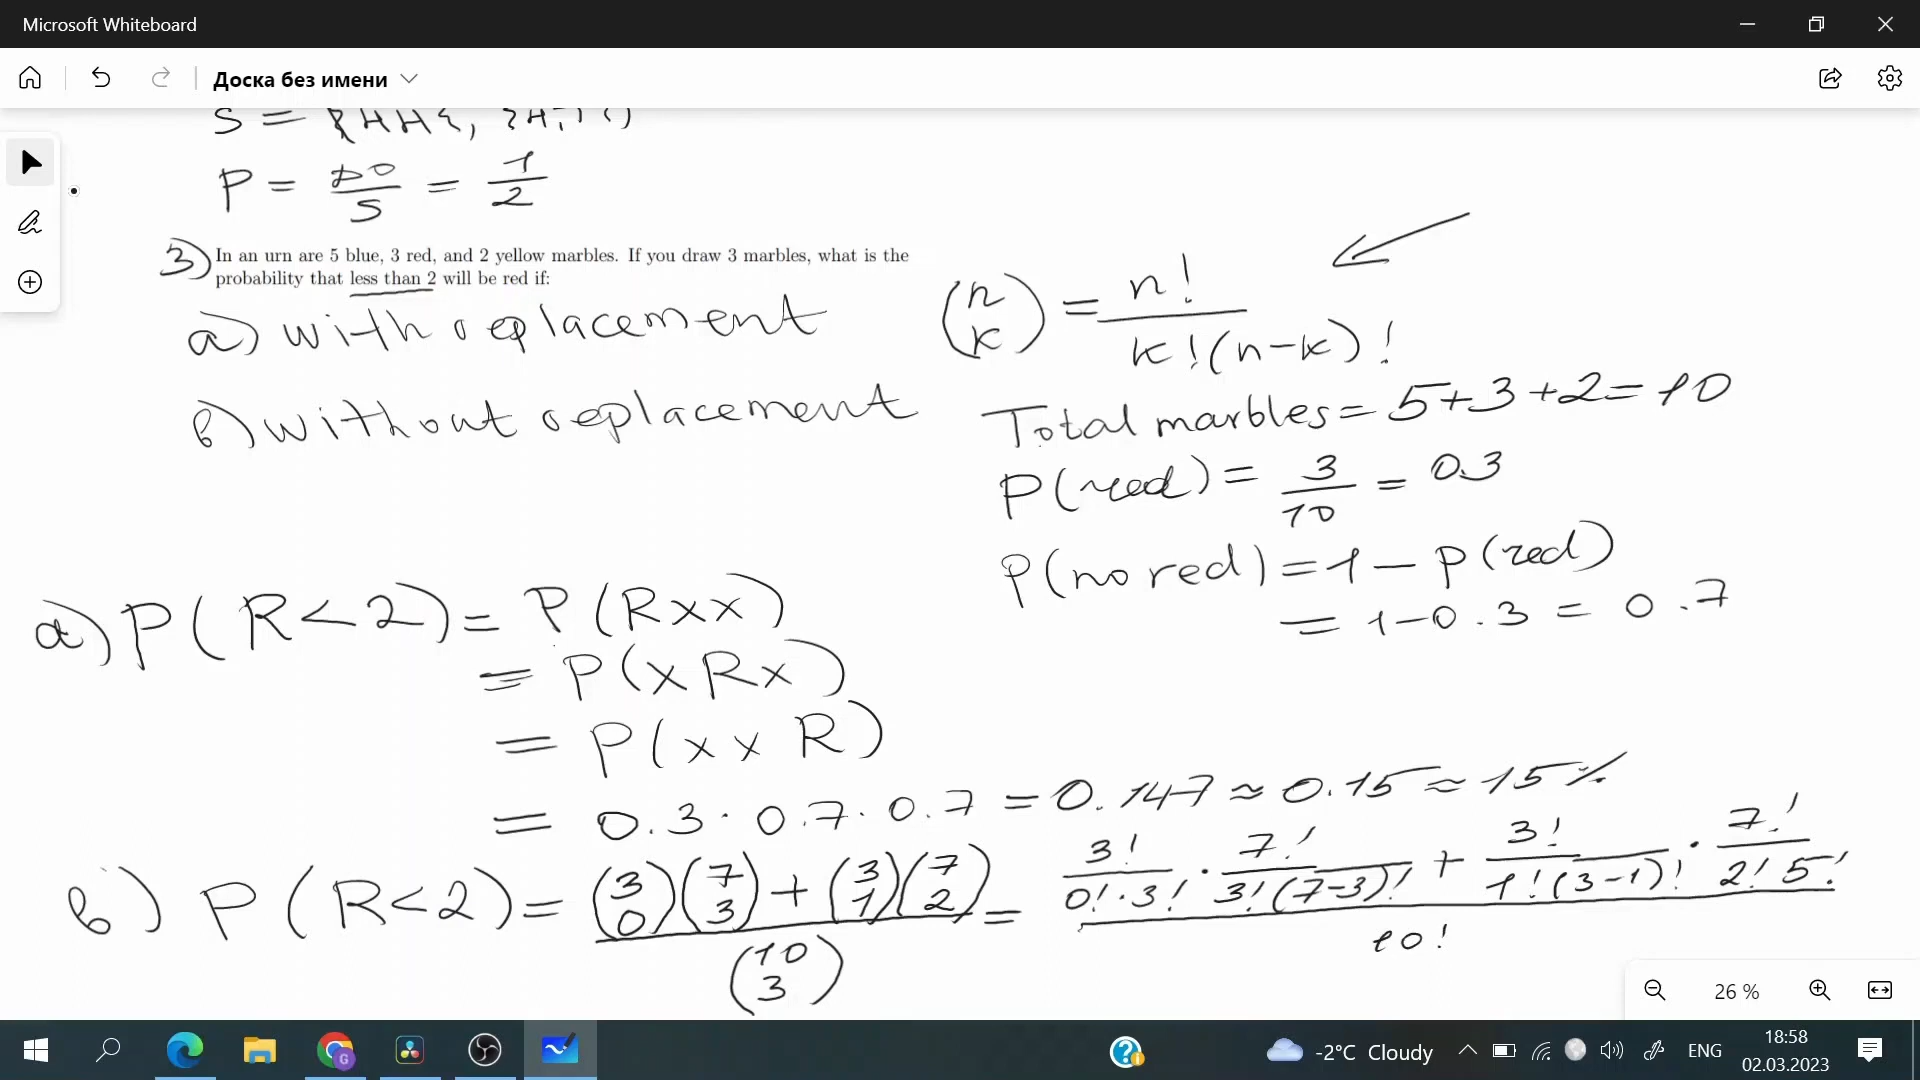 Microsoft Whiteboard
Доска без имени
P = = 1/2
3) In an urn are 5 blue, 3 red, and 2 yellow marbles. If you draw 3 marbles, what is the
probability that less than 2 will be red if:
a) with replacement
b) without replacement
(n k) = n! / k!(n-k)!
Total marbles = 5+3+2=10
P(red) = 3/10 = 0.3
P(no red) = 1 - P(red)
= 1-0.3 = 0.7
a) P(R<2) = P(Rxx)
= P(xRx)
= P(xxR)
= 0.3 · 0.7 · 0.7 = 0.147 ≈ 0.15 ≈ 15%
b) P(R<2) = ((3 0)(7 3) + (3 1)(7 2)) / (10 3) = (3!/(0!·3!) · 7!/(3!(7-3)!) + 3!/(1!(3-1)!) · 7!/(2!5!)) / 10!
26 %
-2°C Cloudy
ENG
18:58
02.03.2023